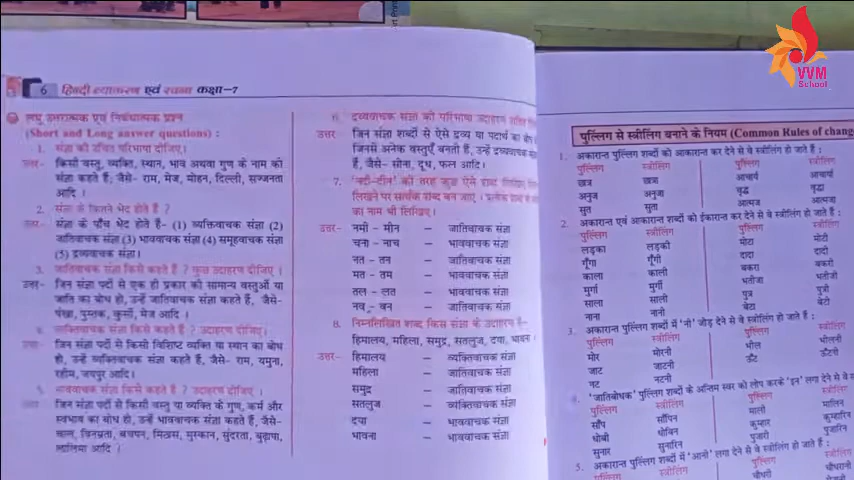 VVM
School
6 हिन्दी व्याकरण एवं रचना कक्षा-7
लघु उत्तरात्मक एवं निबंधात्मक प्रश्न
(Short and Long answer questions) :
1. संज्ञा की उचित परिभाषा दीजिए।
उत्तर- किसी वस्तु, व्यक्ति, स्थान, भाव अथवा गुण के नाम को
संज्ञा कहते हैं; जैसे- राम, मेज, मोहन, दिल्ली, सज्जनता
आदि ।
2. संज्ञा के कितने भेद होते हैं ?
उत्तर- संज्ञा के पाँच भेद होते हैं- (1) व्यक्तिवाचक संज्ञा (2)
जातिवाचक संज्ञा (3) भाववाचक संज्ञा (4) समूहवाचक संज्ञा
(5) द्रव्यवाचक संज्ञा।
3. जातिवाचक संज्ञा किसे कहते हैं ? कुछ उदाहरण दीजिए ।
उत्तर- जिन संज्ञा पदों से एक ही प्रकार की सामान्य वस्तुओं या
जाति का बोध हो, उन्हें जातिवाचक संज्ञा कहते हैं, जैसे-
पंखा, पुस्तक, कुर्सी, मेज आदि ।
व्यक्तिवाचक संज्ञा किसे कहते हैं ? उदाहरण दीजिए।
जिन संज्ञा पदों से किसी विशिष्ट व्यक्ति या स्थान का बोध
हो, उन्हें व्यक्तिवाचक संज्ञा कहते हैं, जैसे- राम, यमुना,
रहीम, जयपुर आदि।
भाववाचक संज्ञा किसे कहते हैं ? उदाहरण दीजिए ।
जिन संज्ञा पदों से किसी वस्तु या व्यक्ति के गुण, कर्म और
स्वभाव का बोध हो, उन्हें भाववाचक संज्ञा कहते हैं, जैसे-
विनम्रता, बचपन, मिठास, मुस्कान, सुंदरता, बुढ़ापा,
लालिमा आदि ।
6. द्रव्यवाचक संज्ञा की परिभाषा उदाहरण सहित
उत्तर जिन संज्ञा शब्दों से ऐसे द्रव्य या पदार्थ का बोध
जिनसे अनेक वस्तुएँ बनती हैं, उन्हें द्रव्यवाचक
हैं, जैसे- सोना, दूध, फल आदि।
7. 'नदी-दीन' की तरह कुछ ऐसे शब्द लिखिए
लिखने पर सार्थक शब्द बन जाए। प्रत्येक शब्द
का नाम भी लिखिए।
उत्तर- नमी - मीन – जातिवाचक संज्ञा
चना - नाच – भाववाचक संज्ञा
नत - तन – जातिवाचक संज्ञा
मत - तम – भाववाचक संज्ञा
तल - लत – भाववाचक संज्ञा
नव - वन – जातिवाचक संज्ञा
8. निम्नलिखित शब्द किस संज्ञा के उदाहरण हैं-
हिमालय, महिला, समुद्र, सतलुज, दया, भावना
उत्तर- हिमालय – व्यक्तिवाचक संज्ञा
महिला – जातिवाचक संज्ञा
समुद्र – जातिवाचक संज्ञा
सतलुज – व्यक्तिवाचक संज्ञा
दया – भाववाचक संज्ञा
भावना – भाववाचक संज्ञा
पुल्लिंग से स्त्रीलिंग बनाने के नियम (Common Rules of chang
1. अकारान्त पुल्लिंग शब्दों को आकारान्त कर देने से वे स्त्रीलिंग हो जाते हैं :
पुल्लिंग स्त्रीलिंग पुल्लिंग स्त्रीलिंग
छात्र छात्रा आचार्य आचार्या
अनुज अनुजा वृद्ध वृद्धा
सुत सुता आत्मज आत्मजा
2. अकारान्त एवं आकारान्त शब्दों को ईकारान्त कर देने से वे स्त्रीलिंग हो जाते हैं :
पुल्लिंग स्त्रीलिंग पुल्लिंग स्त्रीलिंग
लड़का लड़की मोटा मोटी
गूँगा गूँगी दादा दादी
काला काली बकरा बकरी
मुर्गा मुर्गी भतीजा भतीजी
साला साली पुत्र पुत्री
नाना नानी बेटा बेटी
3. अकारान्त पुल्लिंग शब्दों में 'नी' जोड़ देने से वे स्त्रीलिंग हो जाते हैं :
पुल्लिंग स्त्रीलिंग पुल्लिंग स्त्रीलिंग
मोर मोरनी भील भीलनी
जाट जाटनी ऊँट ऊँटनी
नट नटनी
4. 'जातिबोधक' पुल्लिंग शब्दों के अन्तिम स्वर को लोप करके 'इन' लगा देने से वे
पुल्लिंग स्त्रीलिंग पुल्लिंग स्त्रीलिंग
साँप साँपिन माली मालिन
धोबी धोबिन कुम्हार कुम्हारिन
सुनार सुनारिन पुजारी पुजारिन
5. अकारान्त पुल्लिंग शब्दों में 'आनी' लगा देने से वे स्त्रीलिंग हो जाते हैं :
पुल्लिंग स्त्रीलिंग पुल्लिंग स्त्रीलिंग
चौधरी